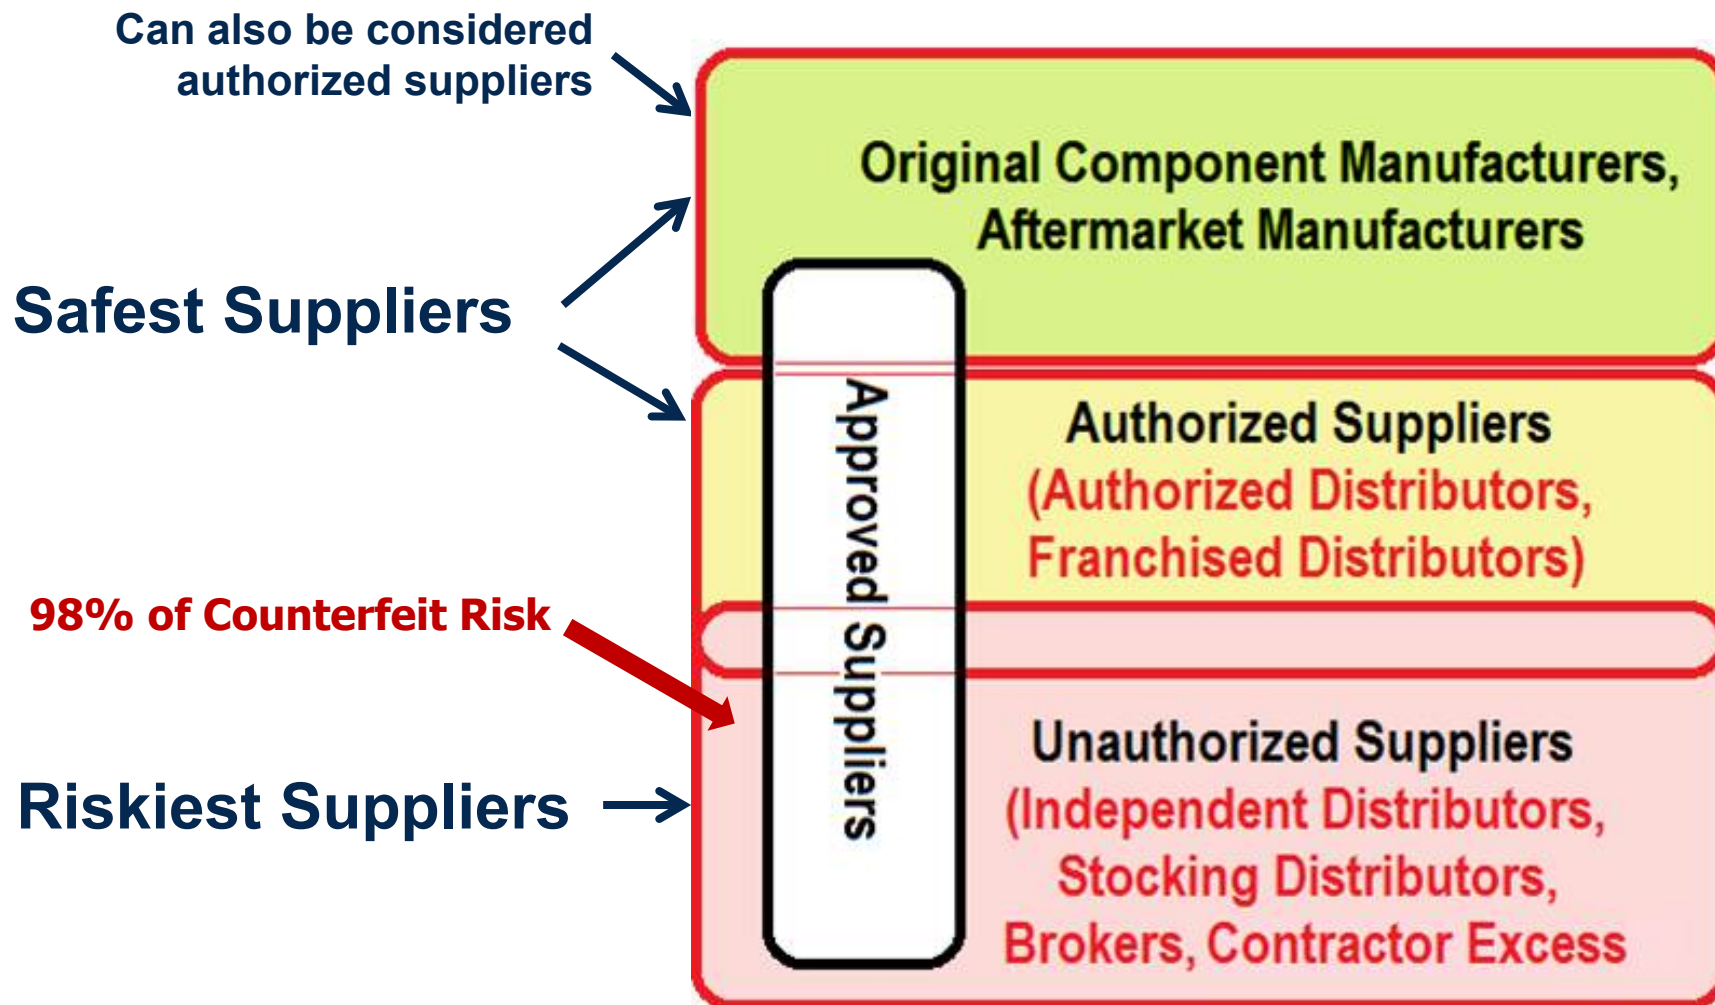 Can also be considered
authorized suppliers
Original Component Manufacturers,
Aftermarket Manufacturers
Safest Suppliers
Approved Suppliers
Authorized Suppliers
(Authorized Distributors,
Franchised Distributors)
98% of Counterfeit Risk
Unauthorized Suppliers
(Independent Distributors,
Stocking Distributors,
Brokers, Contractor Excess
Riskiest Suppliers